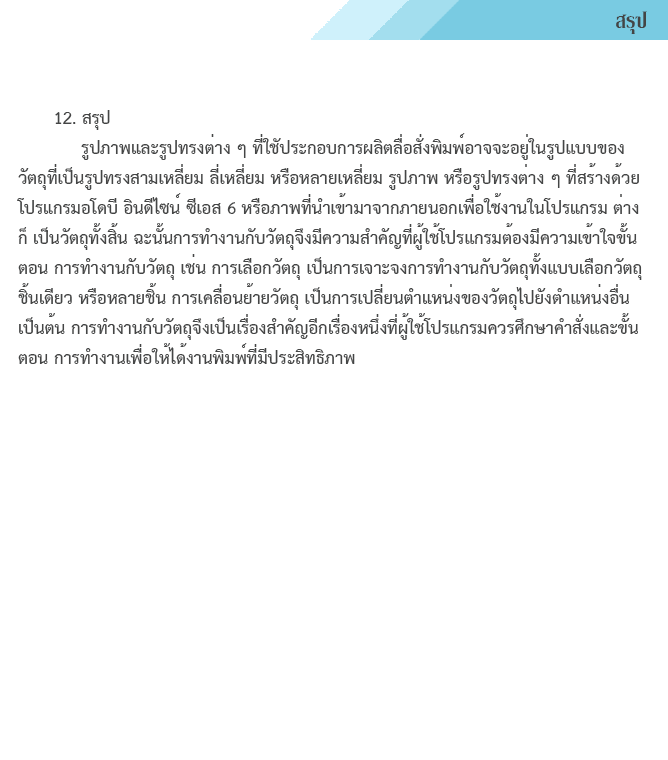 สรุป
12. สรุป
รูปภาพและรูปทรงต่าง ๆ ที่ใช้ประกอบการผลิตสื่อสิ่งพิมพ์อาจจะอยู่ในรูปแบบของ
วัตถุที่เป็นรูปทรงสามเหลี่ยม สี่เหลี่ยม หรือหลายเหลี่ยม รูปภาพ หรือรูปทรงต่าง ๆ ที่สร้างด้วย
โปรแกรมอโดบี อินดีไซน์ ซีเอส 6 หรือภาพที่นำเข้ามาจากภายนอกเพื่อใช้งานในโปรแกรม ต่าง
ก็ เป็นวัตถุทั้งสิ้น ฉะนั้นการทำงานกับวัตถุจึงมีความสำคัญที่ผู้ใช้โปรแกรมต้องมีความเข้าใจขั้น
ตอน การทำงานกับวัตถุ เช่น การเลือกวัตถุ เป็นการเจาะจงการทำงานกับวัตถุทั้งแบบเลือกวัตถุ
ชิ้นเดียว หรือหลายชิ้น การเคลื่อนย้ายวัตถุ เป็นการเปลี่ยนตำแหน่งของวัตถุไปยังตำแหน่งอื่น
เป็นต้น การทำงานกับวัตถุจึงเป็นเรื่องสำคัญอีกเรื่องหนึ่งที่ผู้ใช้โปรแกรมควรศึกษาคำสั่งและขั้น
ตอน การทำงานเพื่อให้ได้งานพิมพ์ที่มีประสิทธิภาพ